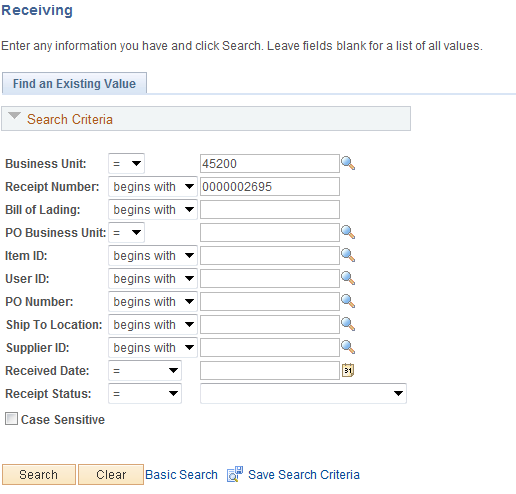 Receiving
Enter any information you have and click Search. Leave fields blank for a list of all values.
Find an Existing Value
Search Criteria
Business Unit: = 45200
Receipt Number: begins with 0000002695
Bill of Lading: begins with
PO Business Unit: =
Item ID: begins with
User ID: begins with
PO Number: begins with
Ship To Location: begins with
Supplier ID: begins with
Received Date: = 31
Receipt Status: =
Case Sensitive
Search Clear Basic Search Save Search Criteria